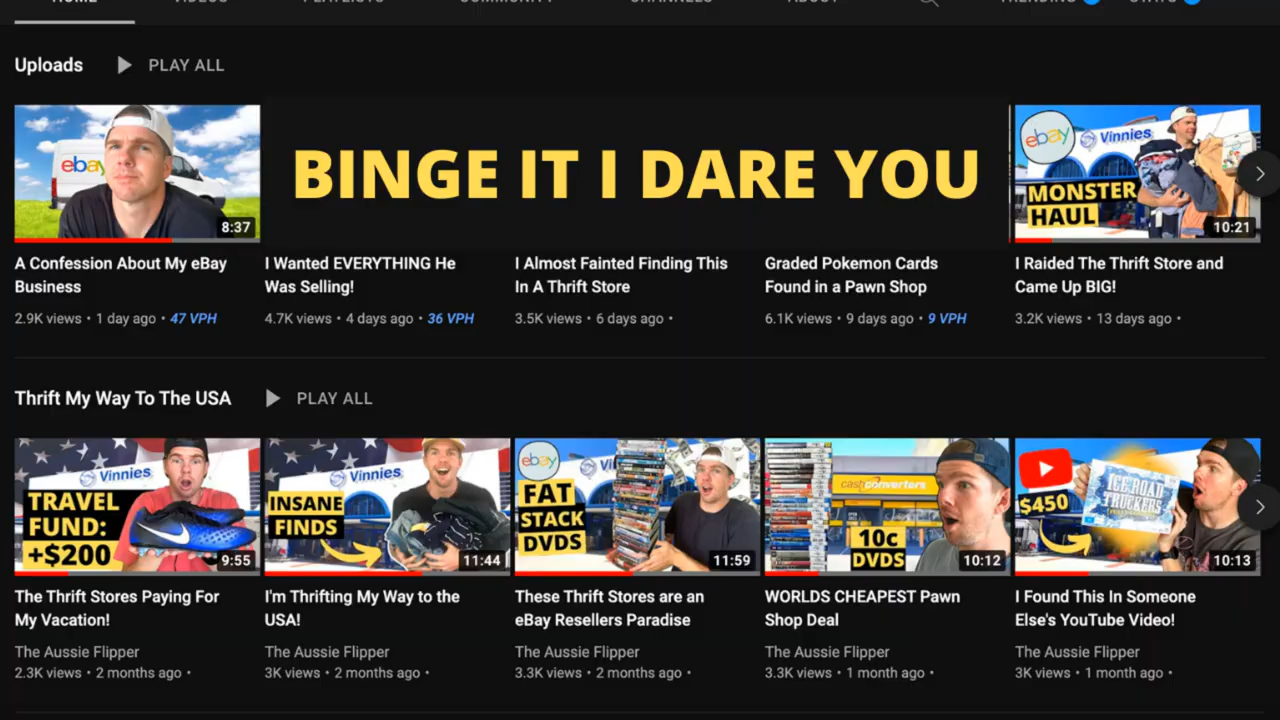 HOME VIDEOS PLAYLISTS COMMUNITY CHANNELS ABOUT TRENDING STATS
Uploads PLAY ALL
ebay
8:37
BINGE IT I DARE YOU
ebay Vinnies
MONSTER
HAUL
10:21
A Confession About My eBay
Business
2.9K views • 1 day ago • 47 VPH
I Wanted EVERYTHING He
Was Selling!
4.7K views • 4 days ago • 36 VPH
I Almost Fainted Finding This
In A Thrift Store
3.5K views • 6 days ago •
Graded Pokemon Cards
Found in a Pawn Shop
6.1K views • 9 days ago • 9 VPH
I Raided The Thrift Store and
Came Up BIG!
3.2K views • 13 days ago •
Thrift My Way To The USA PLAY ALL
Vinnies
TRAVEL
FUND:
+$200
9:55
Vinnies
INSANE
FINDS
11:44
ebay
FAT
STACK
DVDS
11:59
cashconverters
10c
DVDS
10:12
$450
ICE ROAD
TRUCKERS
10:13
The Thrift Stores Paying For
My Vacation!
The Aussie Flipper
2.3K views • 2 months ago •
I'm Thrifting My Way to the
USA!
The Aussie Flipper
3K views • 2 months ago •
These Thrift Stores are an
eBay Resellers Paradise
The Aussie Flipper
3.3K views • 2 months ago •
WORLDS CHEAPEST Pawn
Shop Deal
The Aussie Flipper
3.3K views • 1 month ago •
I Found This In Someone
Else's YouTube Video!
The Aussie Flipper
3K views • 1 month ago •